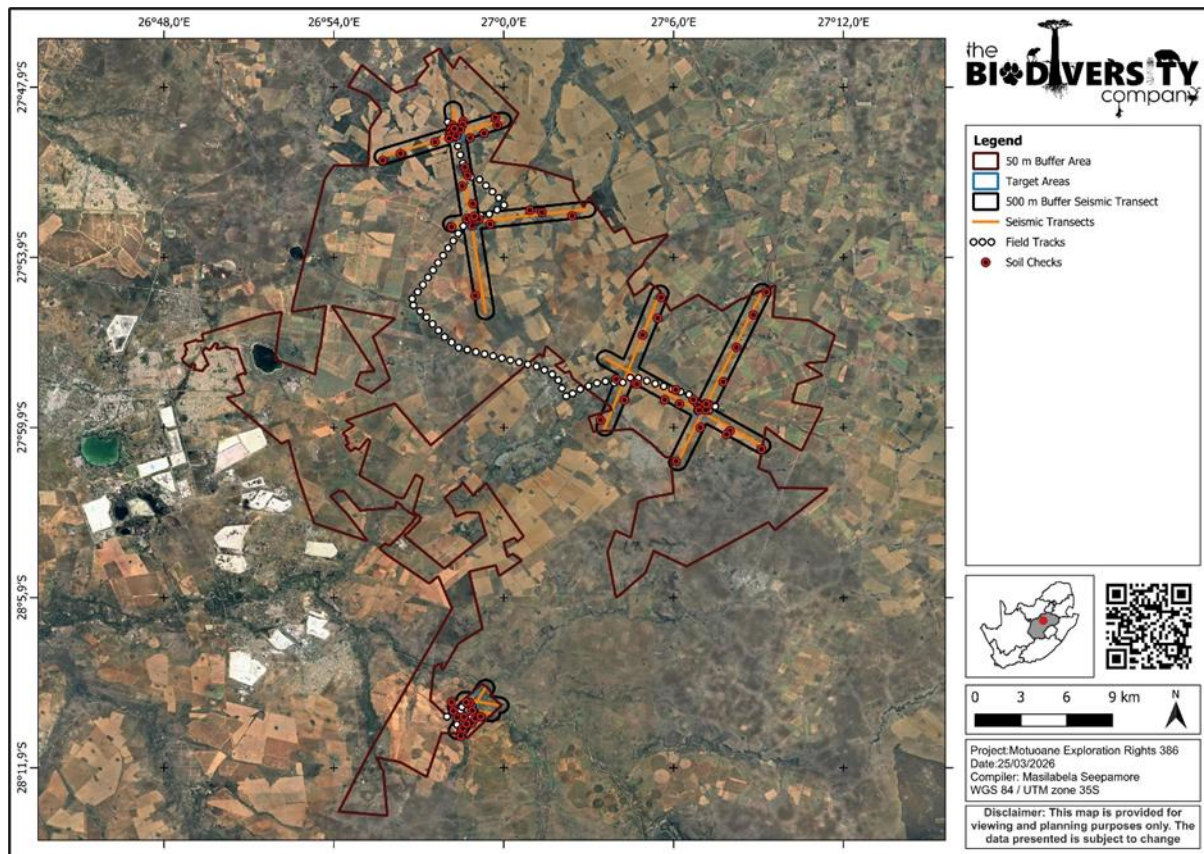 26°48,0'E
26°54,0'E
27°0,0'E
27°6,0'E
27°12,0'E
27°47,9'S
27°53,9'S
27°59,9'S
28°5,9'S
28°11,9'S
the
BIODIVERSITY
company
Legend
50 m Buffer Area
Target Areas
500 m Buffer Seismic Transect
Seismic Transects
Field Tracks
Soil Checks
0 3 6 9 km
N
Project:Motuoane Exploration Rights 386
Date:25/03/2026
Compiler: Masilabela Seepamore
WGS 84 / UTM zone 35S
Disclaimer: This map is provided for
viewing and planning purposes only. The
data presented is subject to change